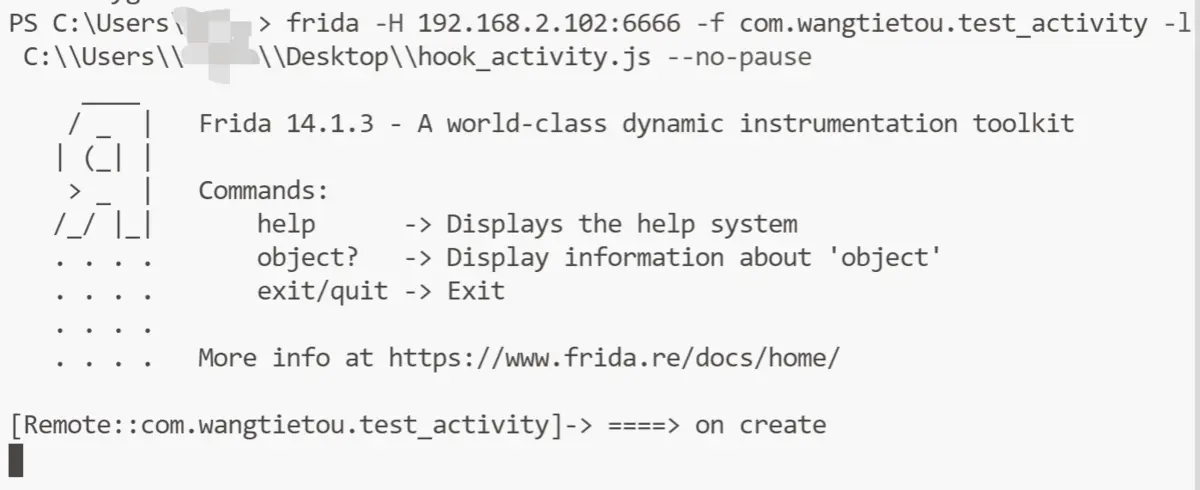 PS C:\Users\ > frida -H 192.168.2.102:6666 -f com.wangtietou.test_activity -l
C:\\Users\\ \\Desktop\\hook_activity.js --no-pause
____
/ _  |   Frida 14.1.3 - A world-class dynamic instrumentation toolkit
| (_| |
> _  |   Commands:
/_/ |_|       help      -> Displays the help system
. . . .       object?   -> Display information about 'object'
. . . .       exit/quit -> Exit
. . . .
. . . .   More info at https://www.frida.re/docs/home/
[Remote::com.wangtietou.test_activity]-> ====> on create